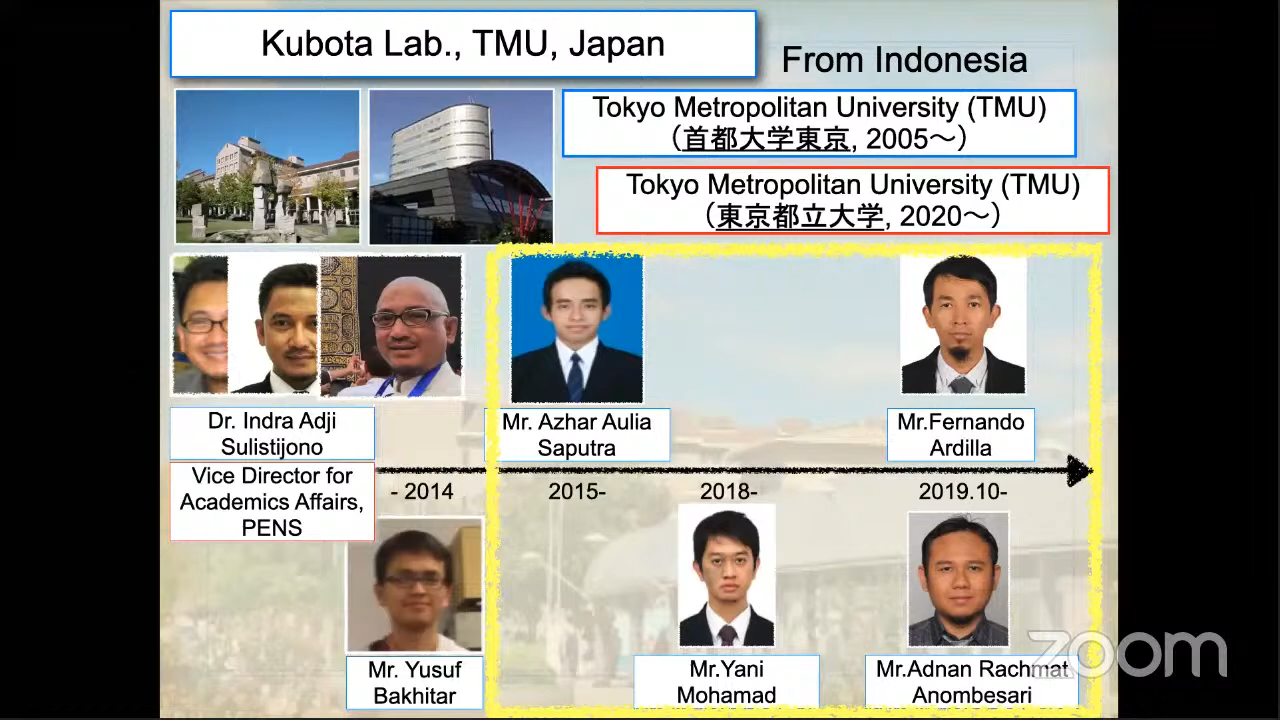 Kubota Lab., TMU, Japan
From Indonesia
Tokyo Metropolitan University (TMU)
（首都大学東京, 2005～）
Tokyo Metropolitan University (TMU)
（東京都立大学, 2020～）
Dr. Indra Adji
Sulistijono
Vice Director for
Academics Affairs,
PENS
Mr. Azhar Aulia
Saputra
Mr.Fernando
Ardilla
- 2014
2015-
2018-
2019.10-
Mr. Yusuf
Bakhitar
Mr.Yani
Mohamad
Mr.Adnan Rachmat
Anombesari
zoom